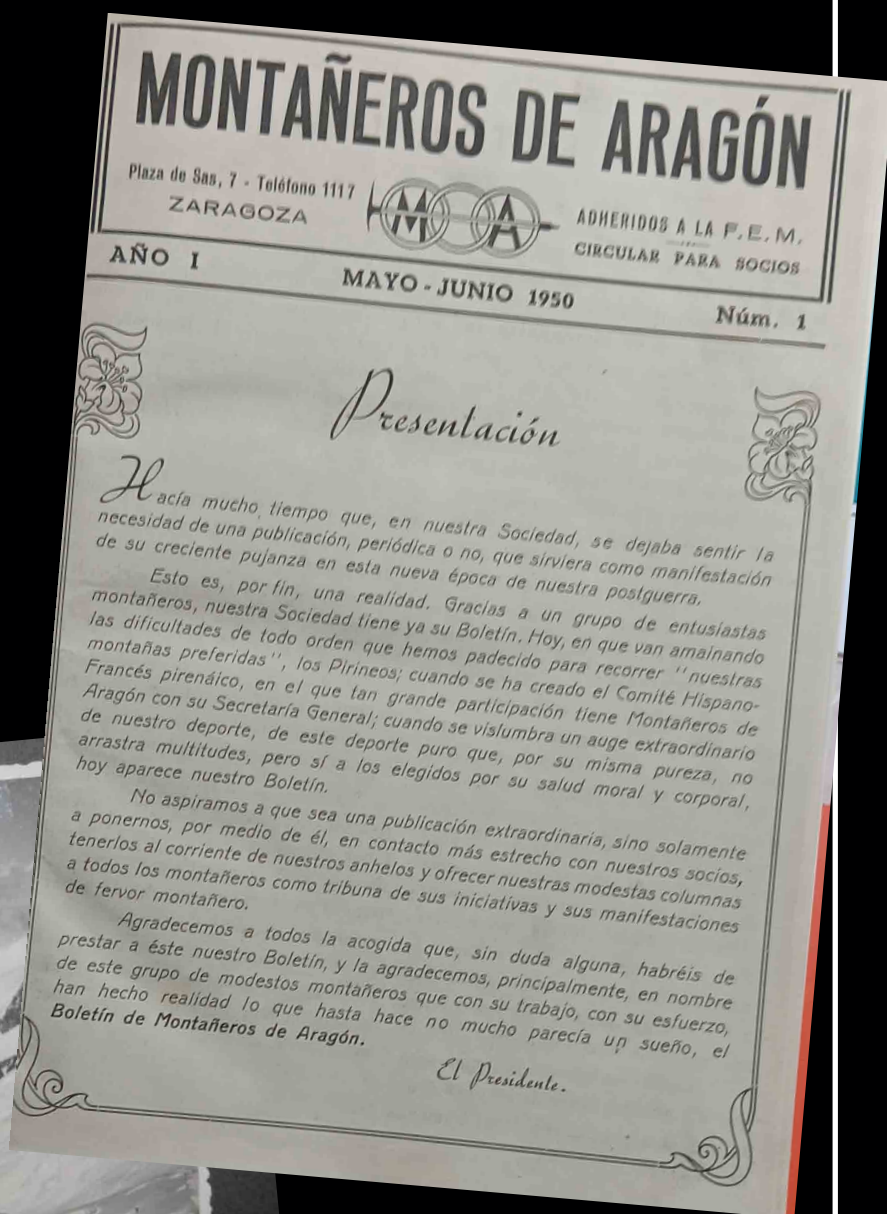 MONTAÑEROS DE ARAGÓN
Plaza de Sas, 7 - Teléfono 1117
ZARAGOZA
M A
ADHERIDOS A LA F.E.M.
CIRCULAR PARA SOCIOS
AÑO I
MAYO - JUNIO 1950
Núm. 1
Presentación
Hacía mucho tiempo que, en nuestra Sociedad, se dejaba sentir la
necesidad de una publicación, periódica o no, que sirviera como manifestación
de su creciente pujanza en esta nueva época de nuestra postguerra.
Esto es, por fin, una realidad. Gracias a un grupo de entusiastas
montañeros, nuestra Sociedad tiene ya su Boletín. Hoy, en que van amainando
las dificultades de todo orden que hemos padecido para recorrer "nuestras
montañas preferidas", los Pirineos; cuando se ha creado el Comité Hispano-
Francés pirenáico, en el que tan grande participación tiene Montañeros de
Aragón con su Secretaría General; cuando se vislumbra un auge extraordinario
de nuestro deporte, de este deporte puro que, por su misma pureza, no
arrastra multitudes, pero sí a los elegidos por su salud moral y corporal,
hoy aparece nuestro Boletín.
No aspiramos a que sea una publicación extraordinaria, sino solamente
a ponernos, por medio de él, en contacto más estrecho con nuestros socios,
tenerlos al corriente de nuestros anhelos y ofrecer nuestras modestas columnas
a todos los montañeros como tribuna de sus iniciativas y sus manifestaciones
de fervor montañero.
Agradecemos a todos la acogida que, sin duda alguna, habréis de
prestar a éste nuestro Boletín, y la agradecemos, principalmente, en nombre
de este grupo de modestos montañeros que con su trabajo, con su esfuerzo,
han hecho realidad lo que hasta hace no mucho parecía un sueño, el
Boletín de Montañeros de Aragón.
El Presidente.